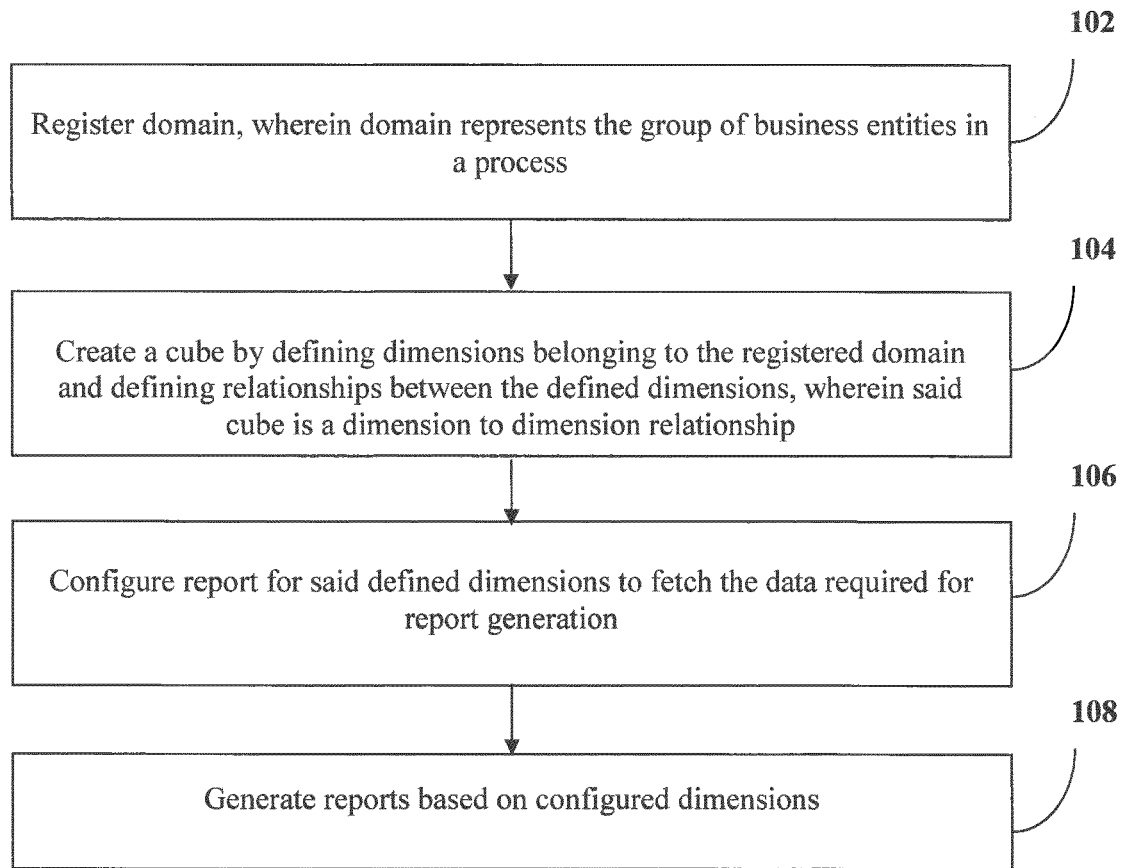 102
Register domain, wherein domain represents the group of business entities in
a process
104
Create a cube by defining dimensions belonging to the registered domain
and defining relationships between the defined dimensions, wherein said
cube is a dimension to dimension relationship
106
Configure report for said defined dimensions to fetch the data required for
report generation
108
Generate reports based on configured dimensions